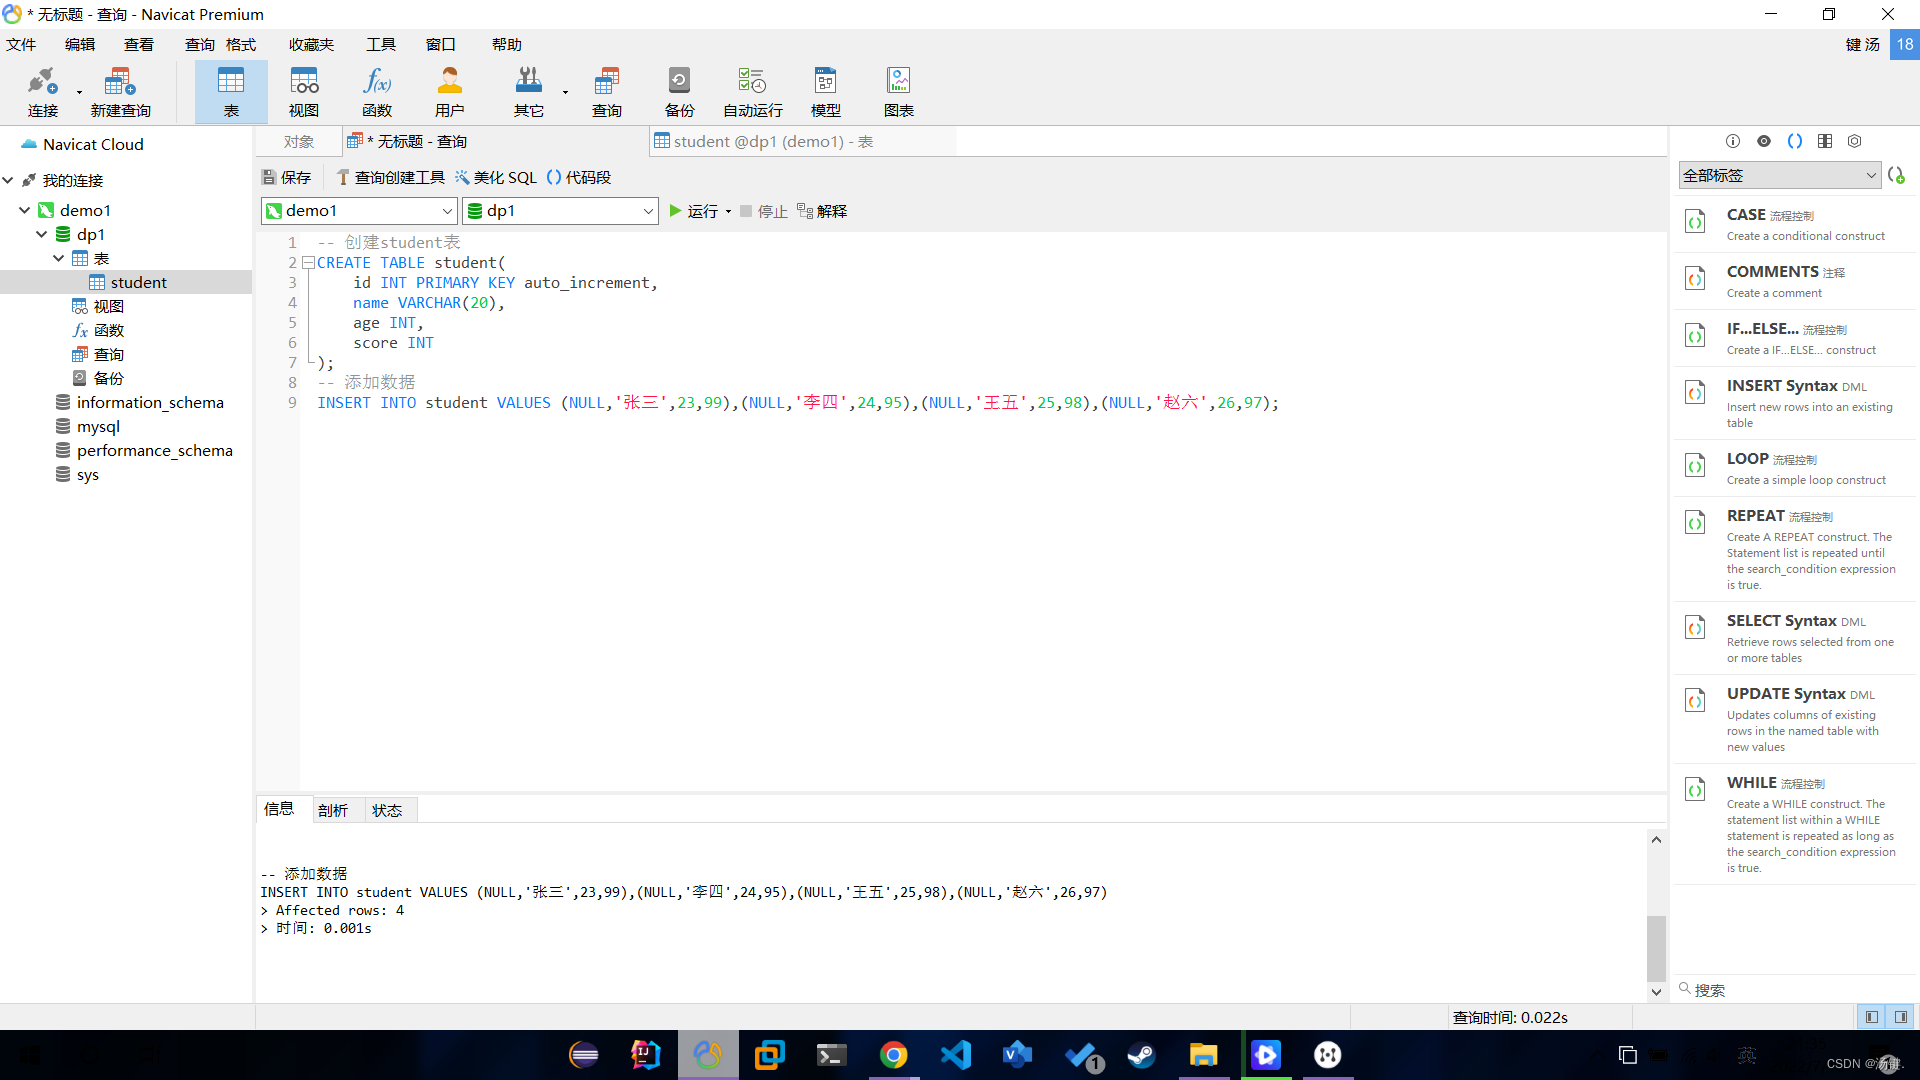 * 无标题 - 查询 - Navicat Premium
文件 编辑 查看 查询 格式 收藏夹 工具 窗口 帮助 键 汤 18
连接 新建查询 表 视图 函数 用户 其它 查询 备份 自动运行 模型 图表
Navicat Cloud
我的连接
demo1
dp1
表
student
视图
函数
查询
备份
information_schema
mysql
performance_schema
sys
对象 * 无标题 - 查询 student @dp1 (demo1) - 表
保存 查询创建工具 美化 SQL 代码段
demo1 dp1 运行 停止 解释
1 -- 创建student表
2 CREATE TABLE student(
3 id INT PRIMARY KEY auto_increment,
4 name VARCHAR(20),
5 age INT,
6 score INT
7 );
8 -- 添加数据
9 INSERT INTO student VALUES (NULL,'张三',23,99),(NULL,'李四',24,95),(NULL,'王五',25,98),(NULL,'赵六',26,97);
信息 剖析 状态
-- 添加数据
INSERT INTO student VALUES (NULL,'张三',23,99),(NULL,'李四',24,95),(NULL,'王五',25,98),(NULL,'赵六',26,97)
> Affected rows: 4
> 时间: 0.001s
全部标签
CASE 流程控制
Create a conditional construct
COMMENTS 注释
Create a comment
IF...ELSE... 流程控制
Create a IF...ELSE... construct
INSERT Syntax DML
Insert new rows into an existing
table
LOOP 流程控制
Create a simple loop construct
REPEAT 流程控制
Create A REPEAT construct. The
Statement list is repeated until
the search_condition expression
is true.
SELECT Syntax DML
Retrieve rows selected from one
or more tables
UPDATE Syntax DML
Updates columns of existing
rows in the named table with
new values
WHILE 流程控制
Create a WHILE construct. The
statement list within a WHILE
statement is repeated as long as
the search_condition expression
is true.
搜索
查询时间: 0.022s
英
CSDN @汤键.